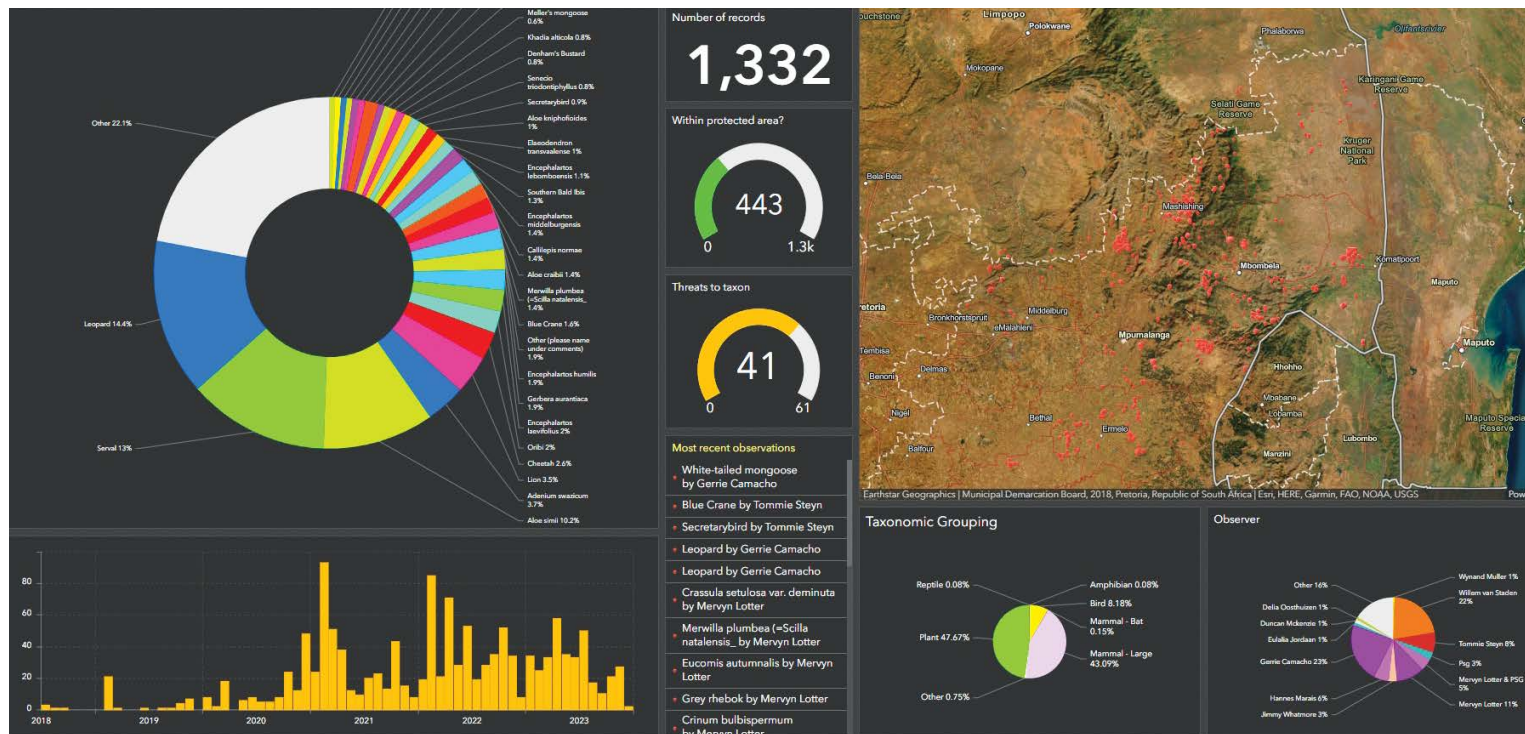 Meller's mongoose
0.6%
Khadia alticola 0.8%
Denham's Bustard
0.8%
Senecio
triodontiphyllus 0.8%
Secretarybird 0.9%
Aloe kniphofioides
1%
Elaeodendron
transvaalense 1%
Encephalartos
lebomboensis 1.1%
Southern Bald Ibis
1.3%
Encephalartos
middelburgensis
1.4%
Callilepis normae
1.4%
Aloe craibii 1.4%
Merwilla plumbea
(=Scilla natalensis_
1.4%
Blue Crane 1.6%
Other (please name
under comments)
1.9%
Encephalartos humilis
1.9%
Gerbera aurantiaca
1.9%
Encephalartos
laevifolius 2%
Oribi 2%
Cheetah 2.6%
Lion 3.5%
Adenium swazicum
3.7%
Aloe simii 10.2%
Serval 13%
Leopard 14.4%
Other 22.1%
80
60
40
20
0
2018
2019
2020
2021
2022
2023
Number of records
1,332
Within protected area?
443
0
1.3k
Threats to taxon
41
0
61
Most recent observations
White-tailed mongoose
by Gerrie Camacho
Blue Crane by Tommie Steyn
Secretarybird by Tommie Steyn
Leopard by Gerrie Camacho
Leopard by Gerrie Camacho
Crassula setulosa var. deminuta
by Mervyn Lotter
Merwilla plumbea (=Scilla
natalensis_ by Mervyn Lotter
Eucomis autumnalis by Mervyn
Lotter
Grey rhebok by Mervyn Lotter
Crinum bulbispermum
by Mervyn Lotter
ouchstone
Limpopo
Polokwane
Mokopane
Phalaborwa
Karingani Game
Reserve
Selati Game
Reserve
Kruger
National
Park
Bela Bela
Mashishing
Mbombela
Komatipoort
Maputo
retoria
Bronkhorstspruit
eMalahleni
Middelburg
Mpumalanga
Tembisa
Benoni
Delmas
Hhohho
Maputo
Nigel
Bethal
Ermelo
Mbabane
Lobamba
Maputo Specia
Reserve
Balfour
Manzini
Lubombo
Earthstar Geographics | Municipal Demarcation Board, 2018, Pretoria, Republic of South Africa | Esri, HERE, Garmin, FAO, NOAA, USGS
Pow
Taxonomic Grouping
Reptile 0.08%
Amphibian 0.08%
Bird 8.18%
Mammal - Bat
0.15%
Plant 47.67%
Mammal - Large
43.09%
Other 0.75%
Observer
Other 16%
Wynand Muller 1%
Willem van Staden
22%
Delia Oosthuizen 1%
Duncan Mckenzie 1%
Eulalia Jordaan 1%
Tommie Steyn 8%
Gerrie Camacho 23%
Psg 3%
Mervyn Lotter & PSG
5%
Hannes Marais 6%
Mervyn Lotter 11%
Jimmy Whatmore 3%